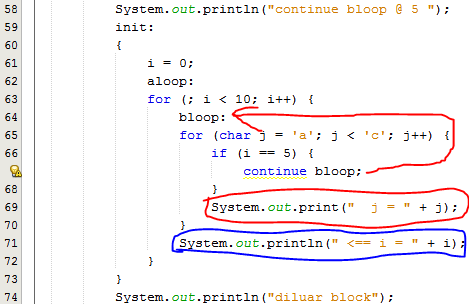 58 System.out.println("continue bloop @ 5 ");
59 init:
60 {
61 i = 0;
62 aloop:
63 for (; i < 10; i++) {
64 bloop:
65 for (char j = 'a'; j < 'c'; j++) {
66 if (i == 5) {
continue bloop;
68 }
69 System.out.print("  j = " + j);
70 }
71 System.out.println(" <== i = " + i);
72 }
73 }
74 System.out.println("diluar block");